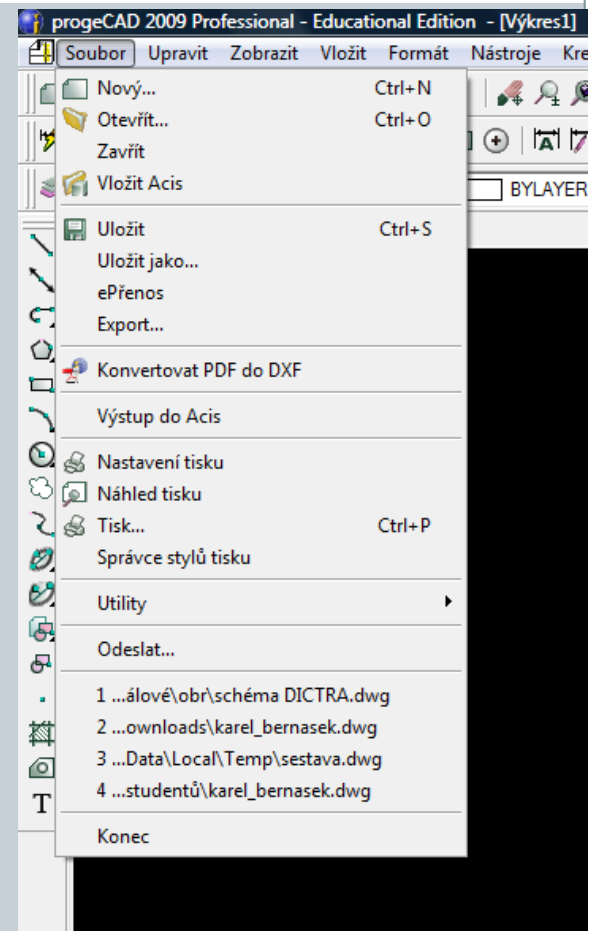 progeCAD 2009 Professional - Educational Edition - [Výkres1]
Soubor Upravit Zobrazit Vložit Formát Nástroje Kre
Nový... Ctrl+N
Otevřít... Ctrl+O
Zavřít
Vložit Acis
BYLAYER
Uložit Ctrl+S
Uložit jako...
ePřenos
Export...
Konvertovat PDF do DXF
Výstup do Acis
Nastavení tisku
Náhled tisku
Tisk... Ctrl+P
Správce stylů tisku
Utility
Odeslat...
1 ...álové\obr\schéma DICTRA.dwg
2 ...ownloads\karel_bernasek.dwg
3 ...Data\Local\Temp\sestava.dwg
4 ...studentů\karel_bernasek.dwg
T
Konec